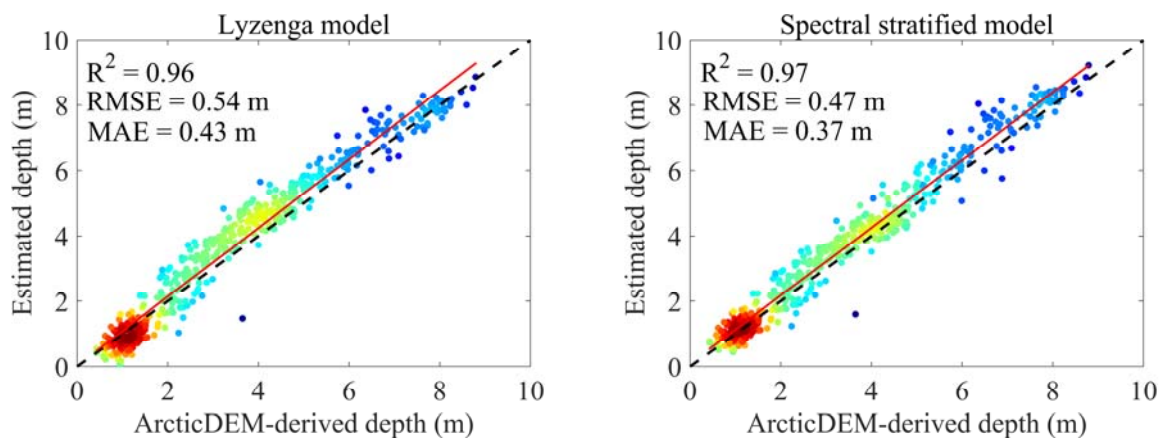 Lyzenga model
R² = 0.96
RMSE = 0.54 m
MAE = 0.43 m
10
8
6
4
2
0
Estimated depth (m)
0 2 4 6 8 10
ArcticDEM-derived depth (m)
Spectral stratified model
R² = 0.97
RMSE = 0.47 m
MAE = 0.37 m
10
8
6
4
2
0
Estimated depth (m)
0 2 4 6 8 10
ArcticDEM-derived depth (m)